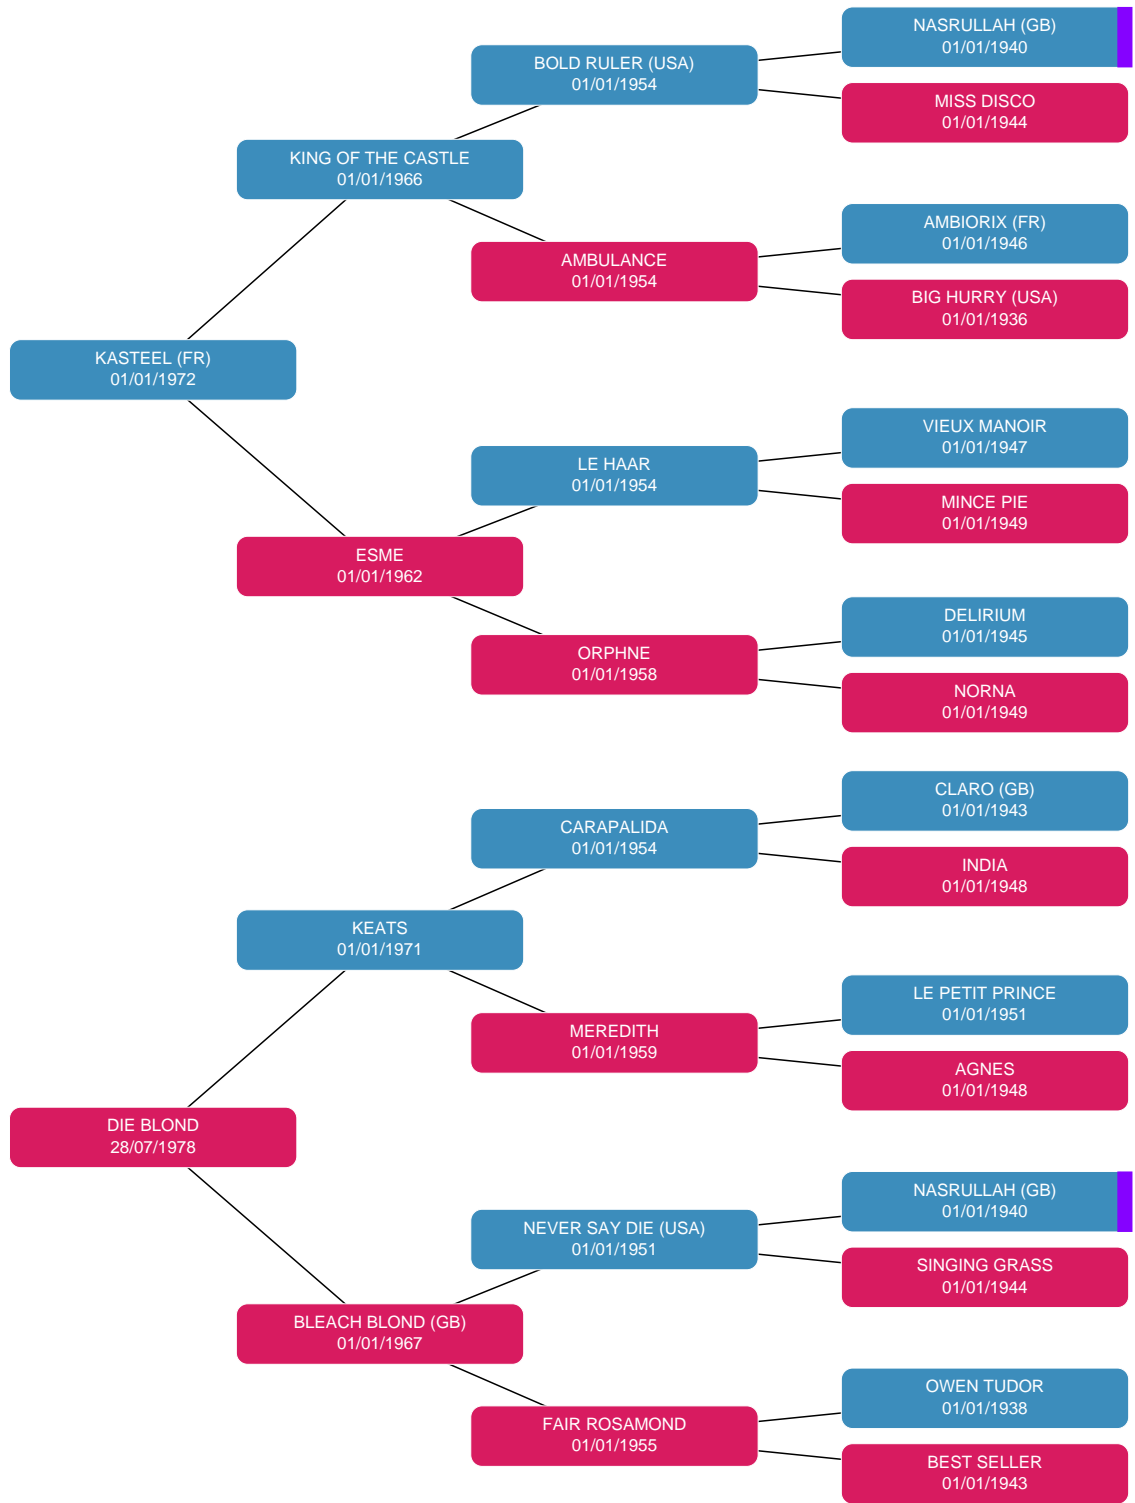 NASRULLAH (GB)
01/01/1940
BOLD RULER (USA)
01/01/1954
MISS DISCO
01/01/1944
KING OF THE CASTLE
01/01/1966
AMBIORIX (FR)
01/01/1946
AMBULANCE
01/01/1954
BIG HURRY (USA)
01/01/1936
KASTEEL (FR)
01/01/1972
VIEUX MANOIR
01/01/1947
LE HAAR
01/01/1954
MINCE PIE
01/01/1949
ESME
01/01/1962
DELIRIUM
01/01/1945
ORPHNE
01/01/1958
NORNA
01/01/1949
CLARO (GB)
01/01/1943
CARAPALIDA
01/01/1954
INDIA
01/01/1948
KEATS
01/01/1971
LE PETIT PRINCE
01/01/1951
MEREDITH
01/01/1959
AGNES
01/01/1948
DIE BLOND
28/07/1978
NASRULLAH (GB)
01/01/1940
NEVER SAY DIE (USA)
01/01/1951
SINGING GRASS
01/01/1944
BLEACH BLOND (GB)
01/01/1967
OWEN TUDOR
01/01/1938
FAIR ROSAMOND
01/01/1955
BEST SELLER
01/01/1943